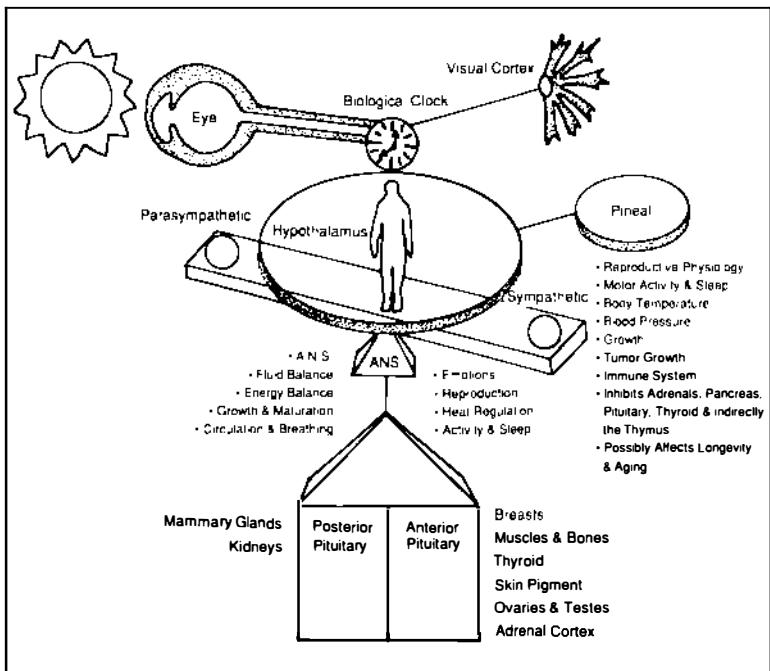 Visual Cortex
Biological Clock
Eye
Parasympathetic
Hypothalamus
Pineal
Sympathetic
• Reproductive Physiology
• Motor Activity & Sleep
• Body Temperature
• Blood Pressure
• Growth
• Tumor Growth
• Immune System
• Inhibits Adrenals, Pancreas,
Pituitary, Thyroid & indirectly
the Thymus
• Possibly Affects Longevity
& Aging
ANS
• A N S
• Fluid Balance
• Energy Balance
• Growth & Maturation
• Circulation & Breathing
• Emotions
• Reproduction
• Heat Regulation
• Activity & Sleep
Mammary Glands
Kidneys
Posterior
Pituitary
Anterior
Pituitary
Breasts
Muscles & Bones
Thyroid
Skin Pigment
Ovaries & Testes
Adrenal Cortex